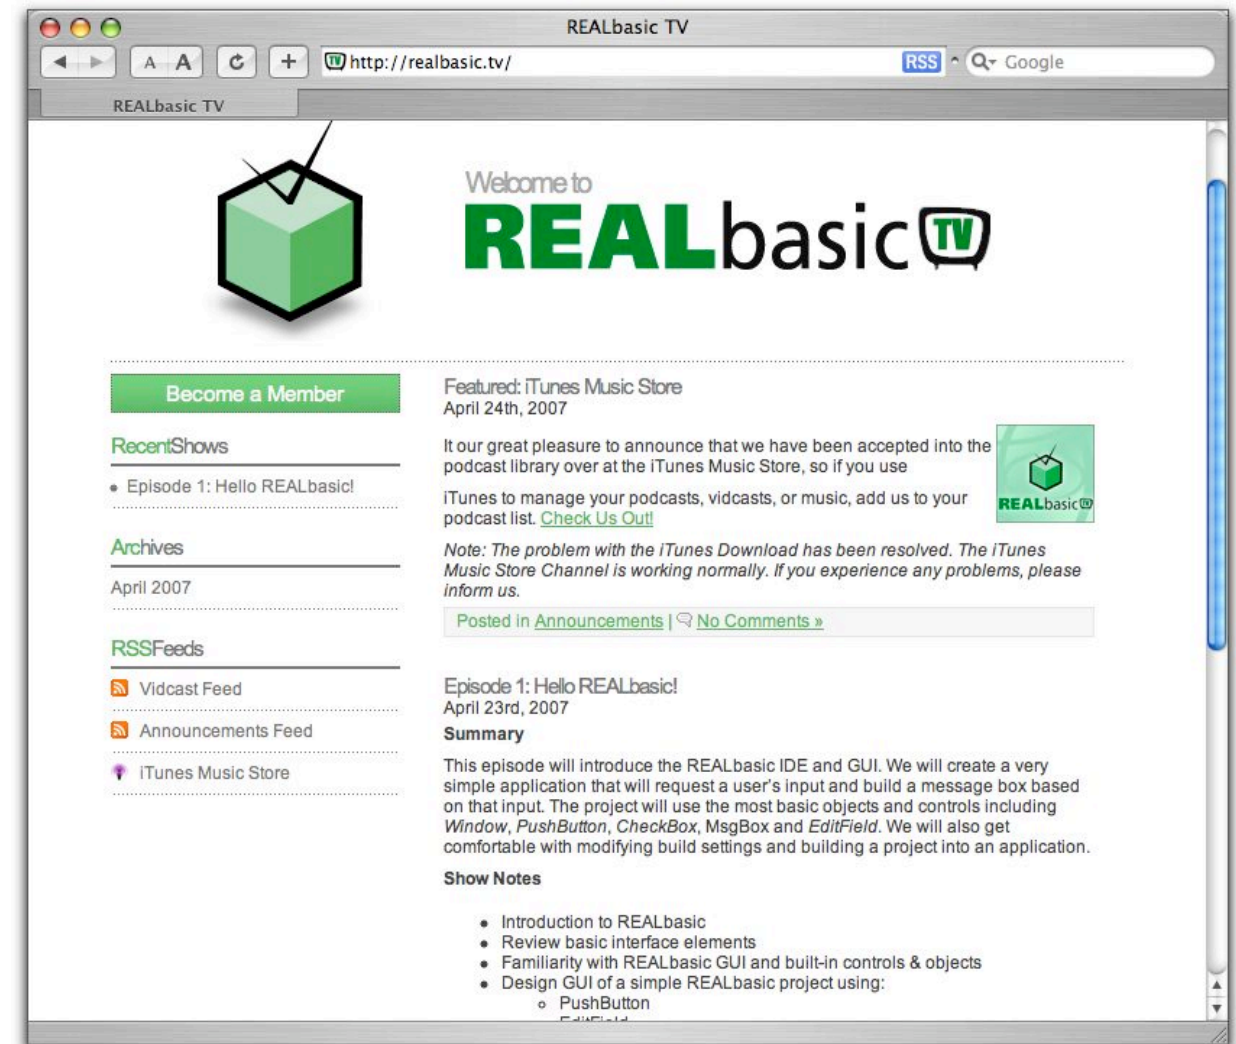 REALbasic TV
A A
http://realbasic.tv/
RSS
Google
REALbasic TV
Welcome to
REALbasic TV
Become a Member
RecentShows
Episode 1: Hello REALbasic!
Archives
April 2007
RSSFeeds
Vidcast Feed
Announcements Feed
iTunes Music Store
Featured: iTunes Music Store
April 24th, 2007
It our great pleasure to announce that we have been accepted into the
podcast library over at the iTunes Music Store, so if you use
iTunes to manage your podcasts, vidcasts, or music, add us to your
podcast list. Check Us Out!
REALbasic TV
Note: The problem with the iTunes Download has been resolved. The iTunes
Music Store Channel is working normally. If you experience any problems, please
inform us.
Posted in Announcements | No Comments »
Episode 1: Hello REALbasic!
April 23rd, 2007
Summary
This episode will introduce the REALbasic IDE and GUI. We will create a very
simple application that will request a user's input and build a message box based
on that input. The project will use the most basic objects and controls including
Window, PushButton, CheckBox, MsgBox and EditField. We will also get
comfortable with modifying build settings and building a project into an application.
Show Notes
Introduction to REALbasic
Review basic interface elements
Familiarity with REALbasic GUI and built-in controls & objects
Design GUI of a simple REALbasic project using:
PushButton